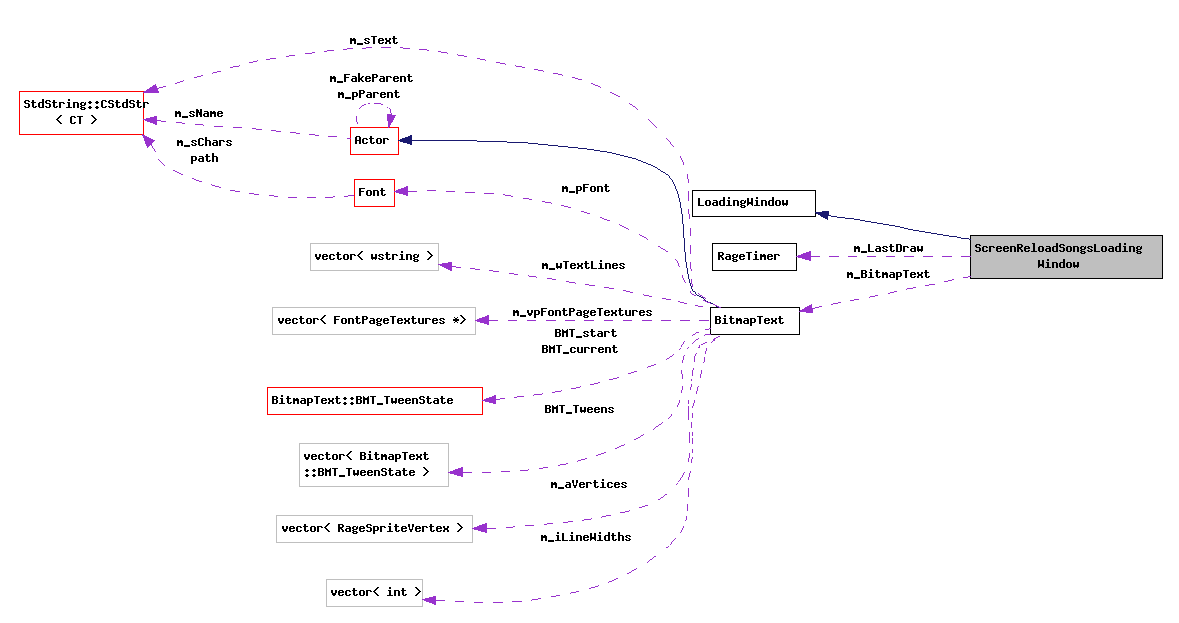 m_sText
m_FakeParent
m_pParent
StdString::CStdStr
< CT >
m_sName
Actor
m_sChars
path
Font
m_pFont
LoadingWindow
ScreenReloadSongsLoading
Window
m_LastDraw
RageTimer
m_BitmapText
vector< wstring >
m_wTextLines
vector< FontPageTextures *>
m_vpFontPageTextures
BitmapText
BMT_start
BMT_current
BitmapText::BMT_TweenState
BMT_Tweens
vector< BitmapText
::BMT_TweenState >
m_aVertices
vector< RageSpriteVertex >
m_iLineWidths
vector< int >